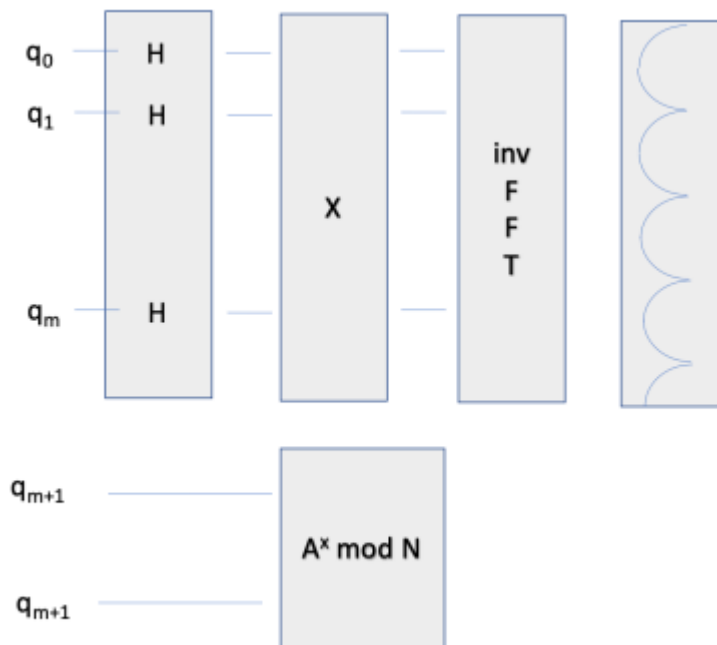 q₀ H
q₁ H
X
inv
F
F
T
qₘ H
qₘ₊₁
Aˣ mod N
qₘ₊₁